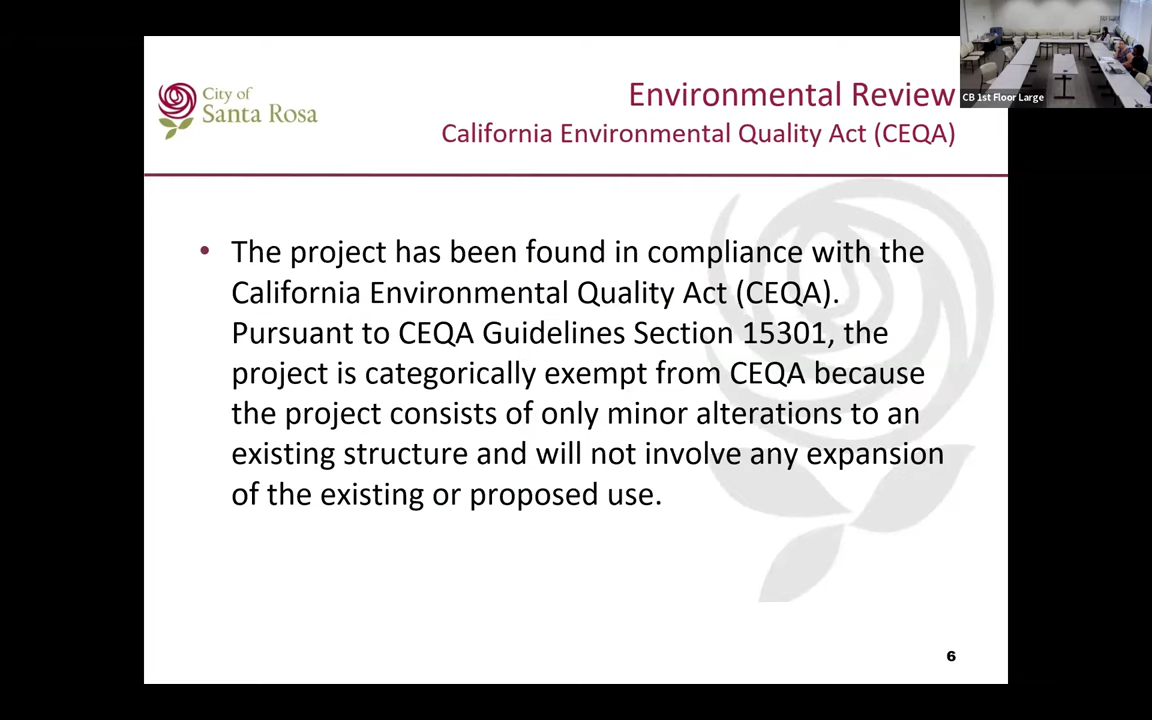 City of
Santa Rosa
Environmental Review
California Environmental Quality Act (CEQA)
CB 1st Floor Large
• The project has been found in compliance with the
California Environmental Quality Act (CEQA).
Pursuant to CEQA Guidelines Section 15301, the
project is categorically exempt from CEQA because
the project consists of only minor alterations to an
existing structure and will not involve any expansion
of the existing or proposed use.
6